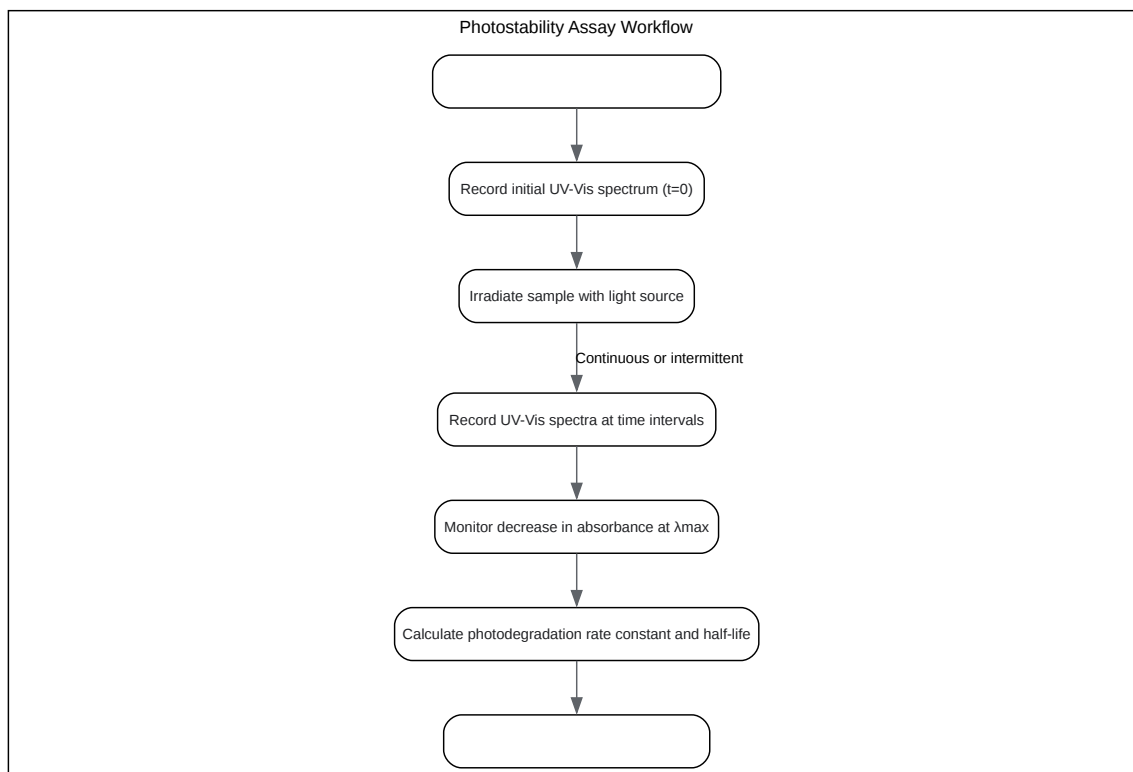 Photostability Assay Workflow
Record initial UV-Vis spectrum (t=0)
Irradiate sample with light source
Continuous or intermittent
Record UV-Vis spectra at time intervals
Monitor decrease in absorbance at λmax
Calculate photodegradation rate constant and half-life